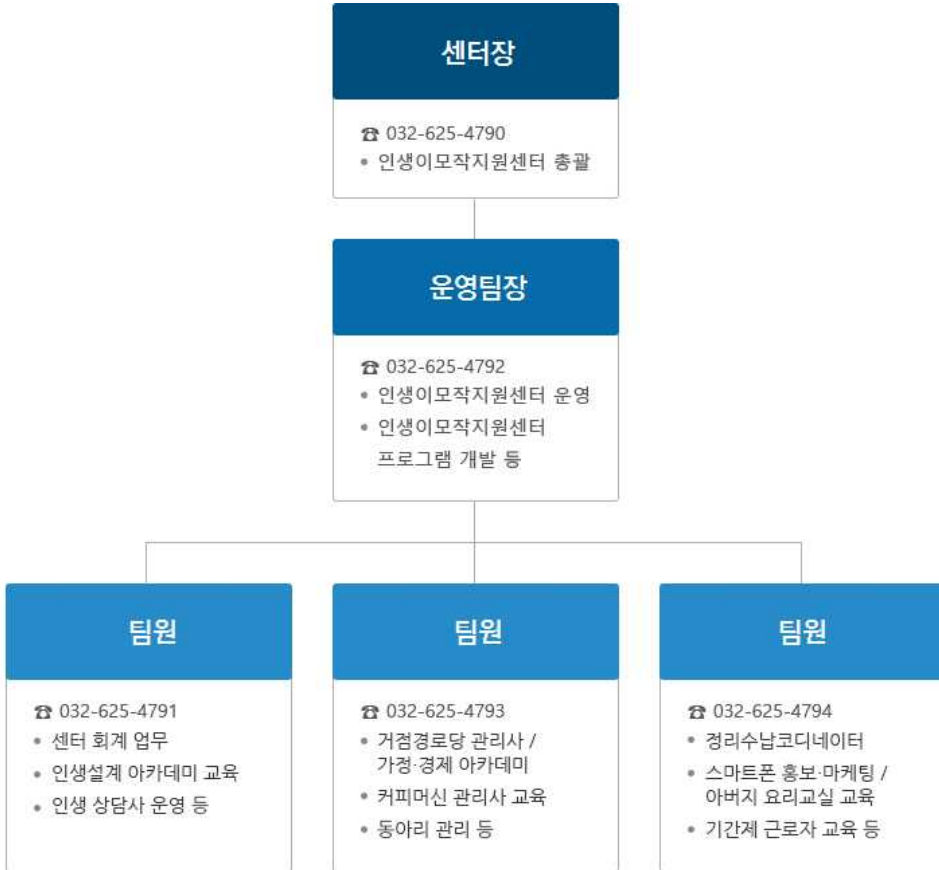 센터장
☎ 032-625-4790
• 인생이모작지원센터 총괄
운영팀장
☎ 032-625-4792
• 인생이모작지원센터 운영
• 인생이모작지원센터
프로그램 개발 등
팀원
☎ 032-625-4791
• 센터 회계 업무
• 인생설계 아카데미 교육
• 인생 상담사 운영 등
팀원
☎ 032-625-4793
• 거점경로당 관리사 /
가정·경제 아카데미
• 커피머신 관리사 교육
• 동아리 관리 등
팀원
☎ 032-625-4794
• 정리수납코디네이터
• 스마트폰 홍보·마케팅 /
아버지 요리교실 교육
• 기간제 근로자 교육 등